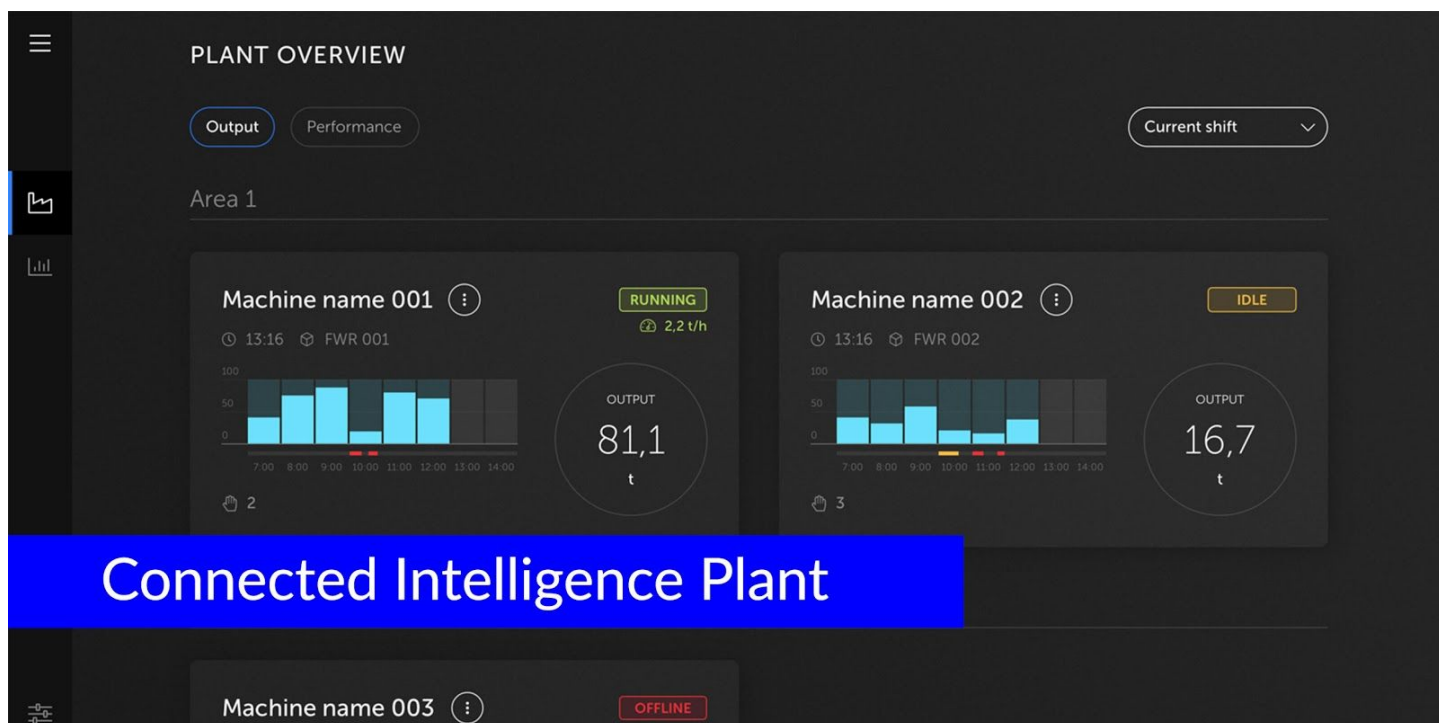 PLANT OVERVIEW
Output Performance Current shift
Area 1
Machine name 001 RUNNING
2,2 t/h
13:16 FWR 001
100
50
0
7:00 8:00 9:00 10:00 11:00 12:00 13:00 14:00
OUTPUT
81,1
t
2
Machine name 002 IDLE
13:16 FWR 002
100
50
0
7:00 8:00 9:00 10:00 11:00 12:00 13:00 14:00
OUTPUT
16,7
t
3
Connected Intelligence Plant
Machine name 003 OFFLINE